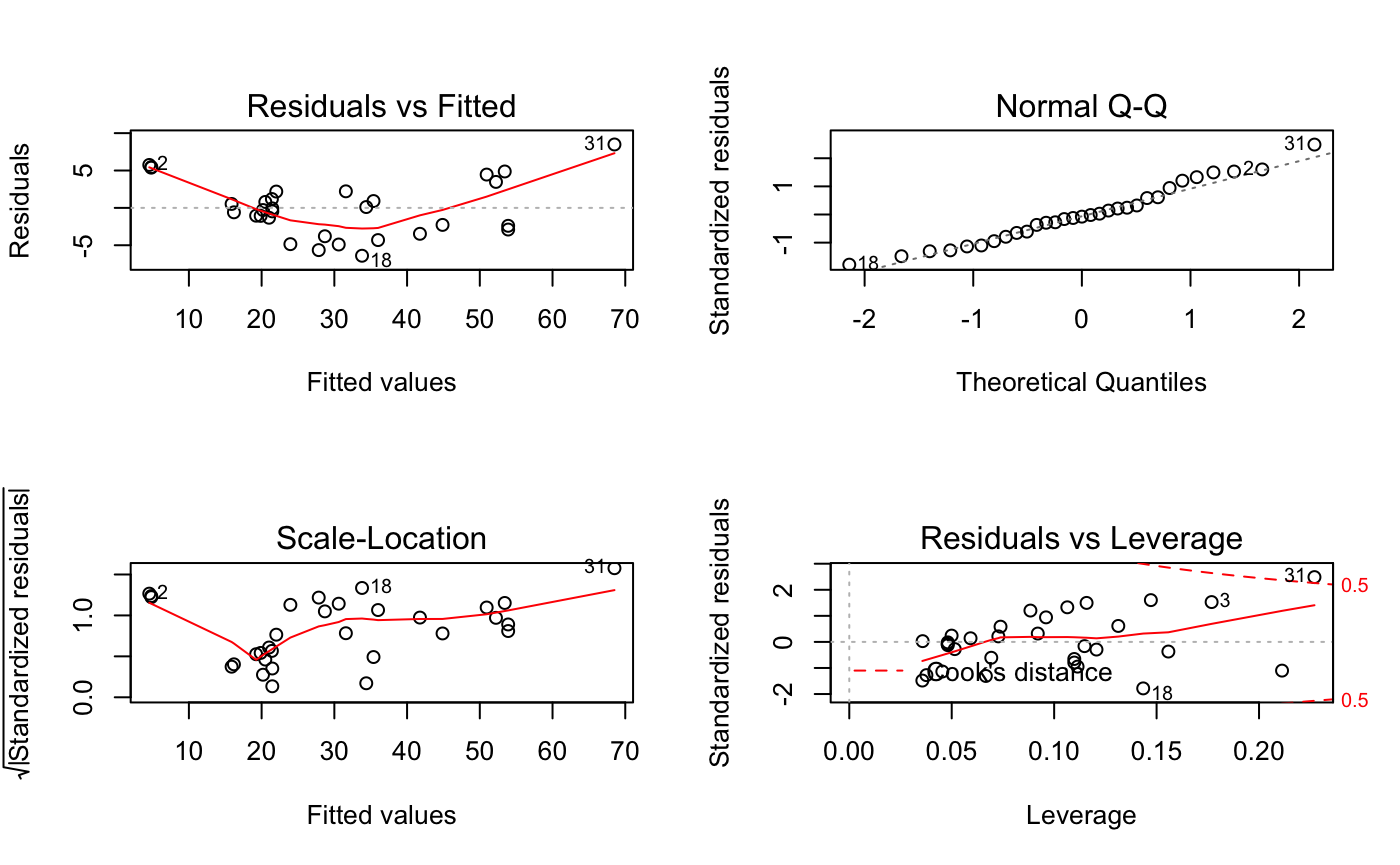 Residuals vs Fitted
Residuals
5
-5
2
18
31
10 20 30 40 50 60 70
Fitted values
Normal Q-Q
Standardized residuals
1
-1
18
2
31
-2 -1 0 1 2
Theoretical Quantiles
Scale-Location
√|Standardized residuals|
1.0
0.0
2
18
31
10 20 30 40 50 60 70
Fitted values
Residuals vs Leverage
Standardized residuals
2
0
-2
31
3
18
Cook's distance
0.5
0.5
0.00 0.05 0.10 0.15 0.20
Leverage